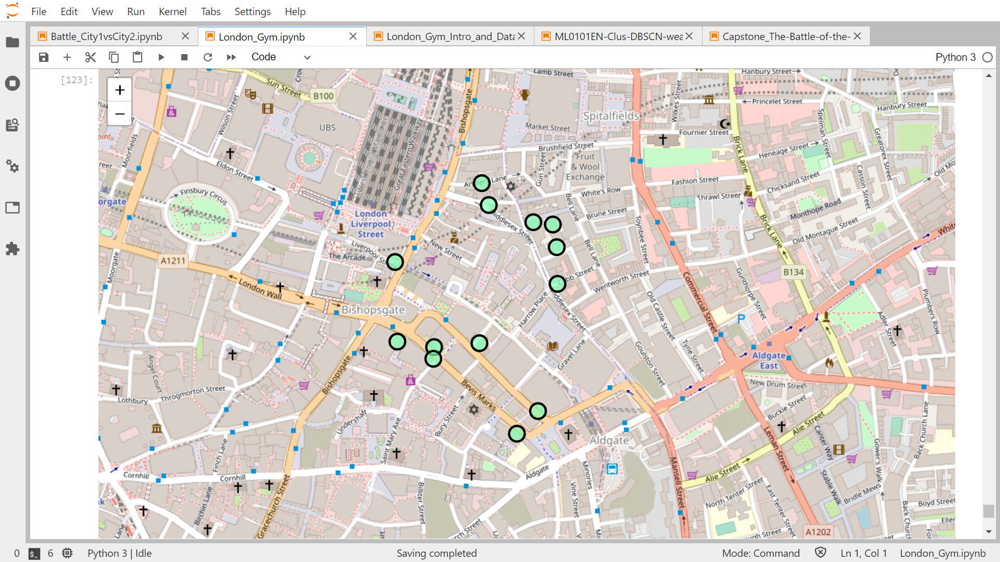 File Edit View Run Kernel Tabs Settings Help
Battle_City1vsCity2.ipynb
London_Gym.ipynb
London_Gym_Intro_and_Data
ML0101EN-Clus-DBSCN-wea
Capstone_The-Battle-of-the-
Code
Python 3
[123]:
+
−
Lamb Street
Hanbury Street
Sun Street
B100
Princelet Street
Wilson Street
Bishopsgate
Wilkes Street
Spelman Street
Hanbury Street
UBS
Spitalfields
Market Street
Fournier Street
Greatorex Street
Moorfields
West Anglia Mainline
Great Eastern Walkway
Brushfield Street
Brick Lane
Heneage Street
Eldon Street
Gun Street
Fruit
& Wool
Exchange
Casson Street
Fashion Street
Chicksand Street
Finsbury Circus
White's Row
Thrawl Street
Bell Lane
Brune Street
Monthope Road
London
Liverpool
Street
Middlesex Street
Toynbee Street
Brick Lane
Old Montague Street
New Street
Bell Lane
Liverpool
The Arcade
A1211
Moorgate
London Wall
Wentworth Street
Commercial Street
Gunthorpe Street
B134
Bishopsgate
Harrow Place
Middlesex Street
Old Castle Street
P
Adler Street
Plumbers Row
Gravel Lane
Goulston Street
Tyne Street
Aldgate
East
Angel Court
Bishopsgate
Bevis Marks
New Drum Street
Throgmorton Street
Lothbury
Undershaft
Bury Street
Buckle Street
Alie Street
Saint Mary Axe
Aldgate
Leman Street
Canter Way
Gower's Walk
Back Church Lane
Finch Lane
Cornhill
Cornhill
Aldgate
Minories
Mansell Street
Alie Street
Birchin Lane
Gracechurch Street
Billiter Street
Vine Street
North Tenter Street
East Tenter Street
Stable Walk
Bridle Mews
Boyd Street
A1202
0 6 Python 3 | Idle Saving completed Mode: Command Ln 1, Col 1 London_Gym.ipynb